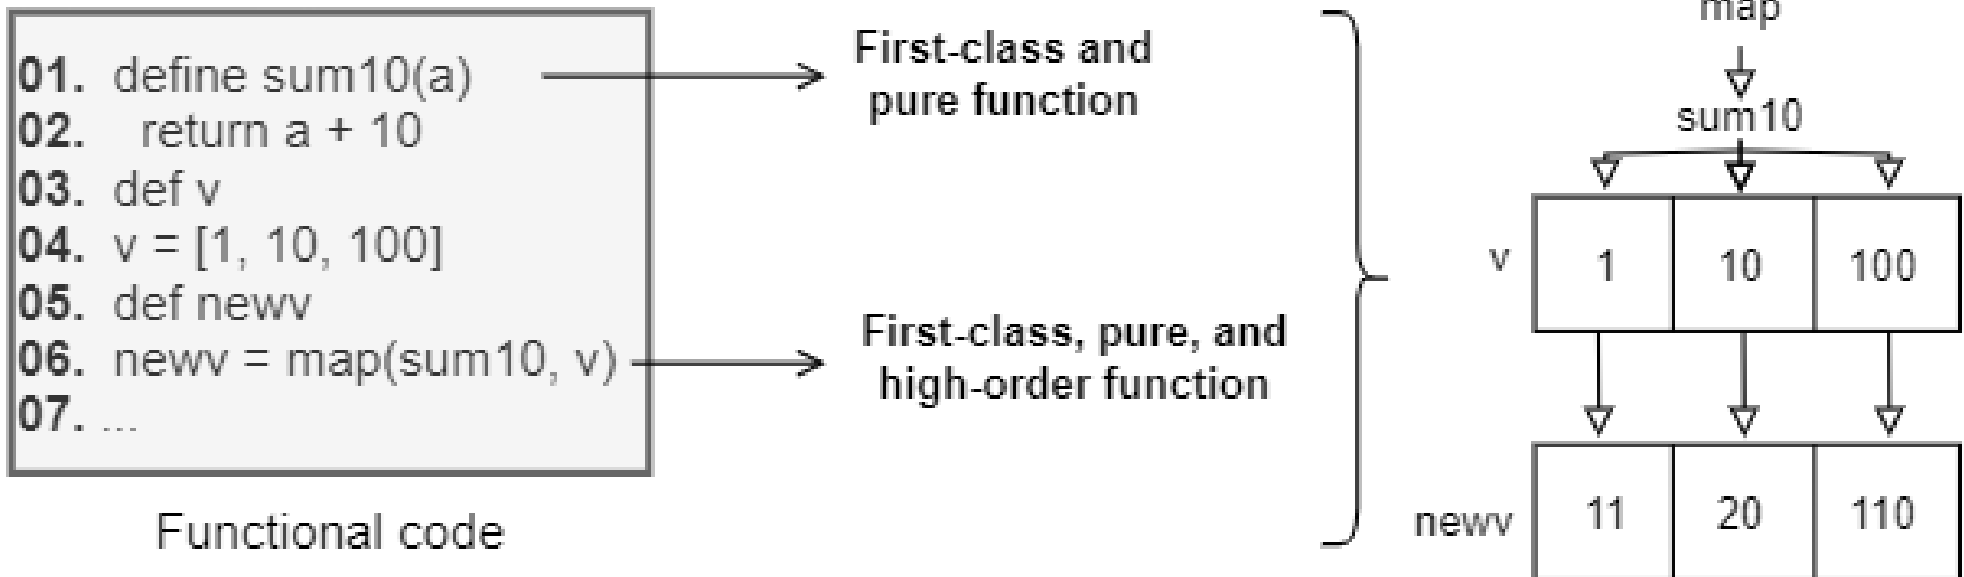 01. define sum10(a)
02. return a + 10
03. def v
04. v = [1, 10, 100]
05. def newv
06. newv = map(sum10, v)
07. ...
Functional code
First-class and
pure function
First-class, pure, and
high-order function
map
sum10
v 1 10 100
newv 11 20 110